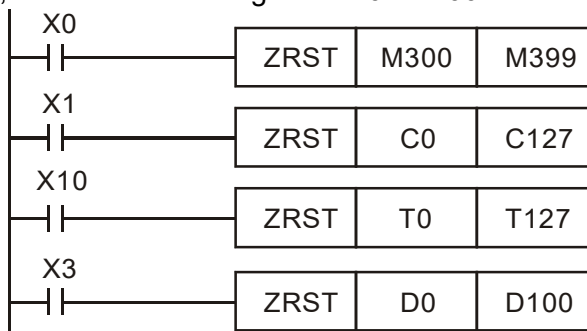 X0
ZRST M300 M399
X1
ZRST C0 C127
X10
ZRST T0 T127
X3
ZRST D0 D100